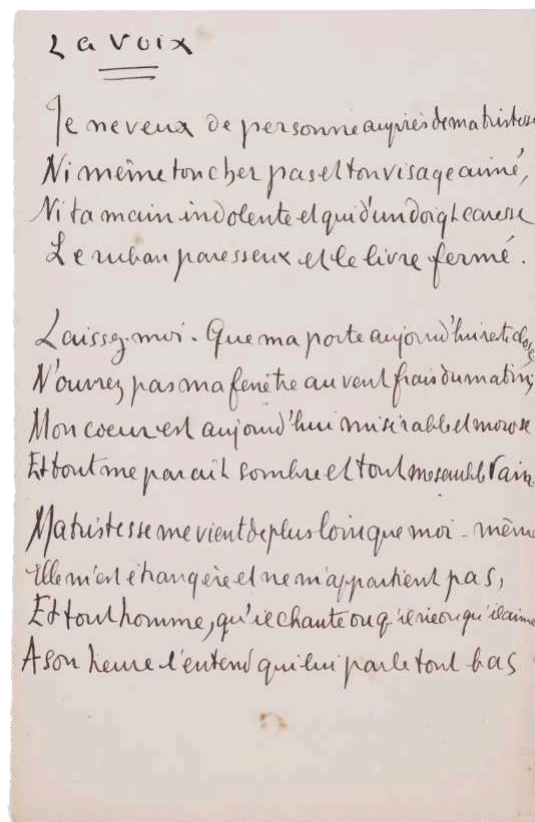 La voix
Je ne veux de personne auprès de ma tristesse
Ni même ton cher pas et ton visage aimé,
Ni ta main indolente et qui d'un doigt caresse
Le ruban paresseux et le livre fermé.
Laissez-moi. Que ma porte aujourd'hui reste close
N'ouvrez pas ma fenêtre au vent frais du matin;
Mon coeur est aujourd'hui misérable et morose
Et tout me paraît sombre et tout me semble vain
Ma tristesse me vient de plus loin que moi-même
Elle m'est étrangère et ne m'appartient pas,
Et tout homme, qu'il chante ou qu'il rie ou qu'il aime
A son heure l'entend qui lui parle tout bas